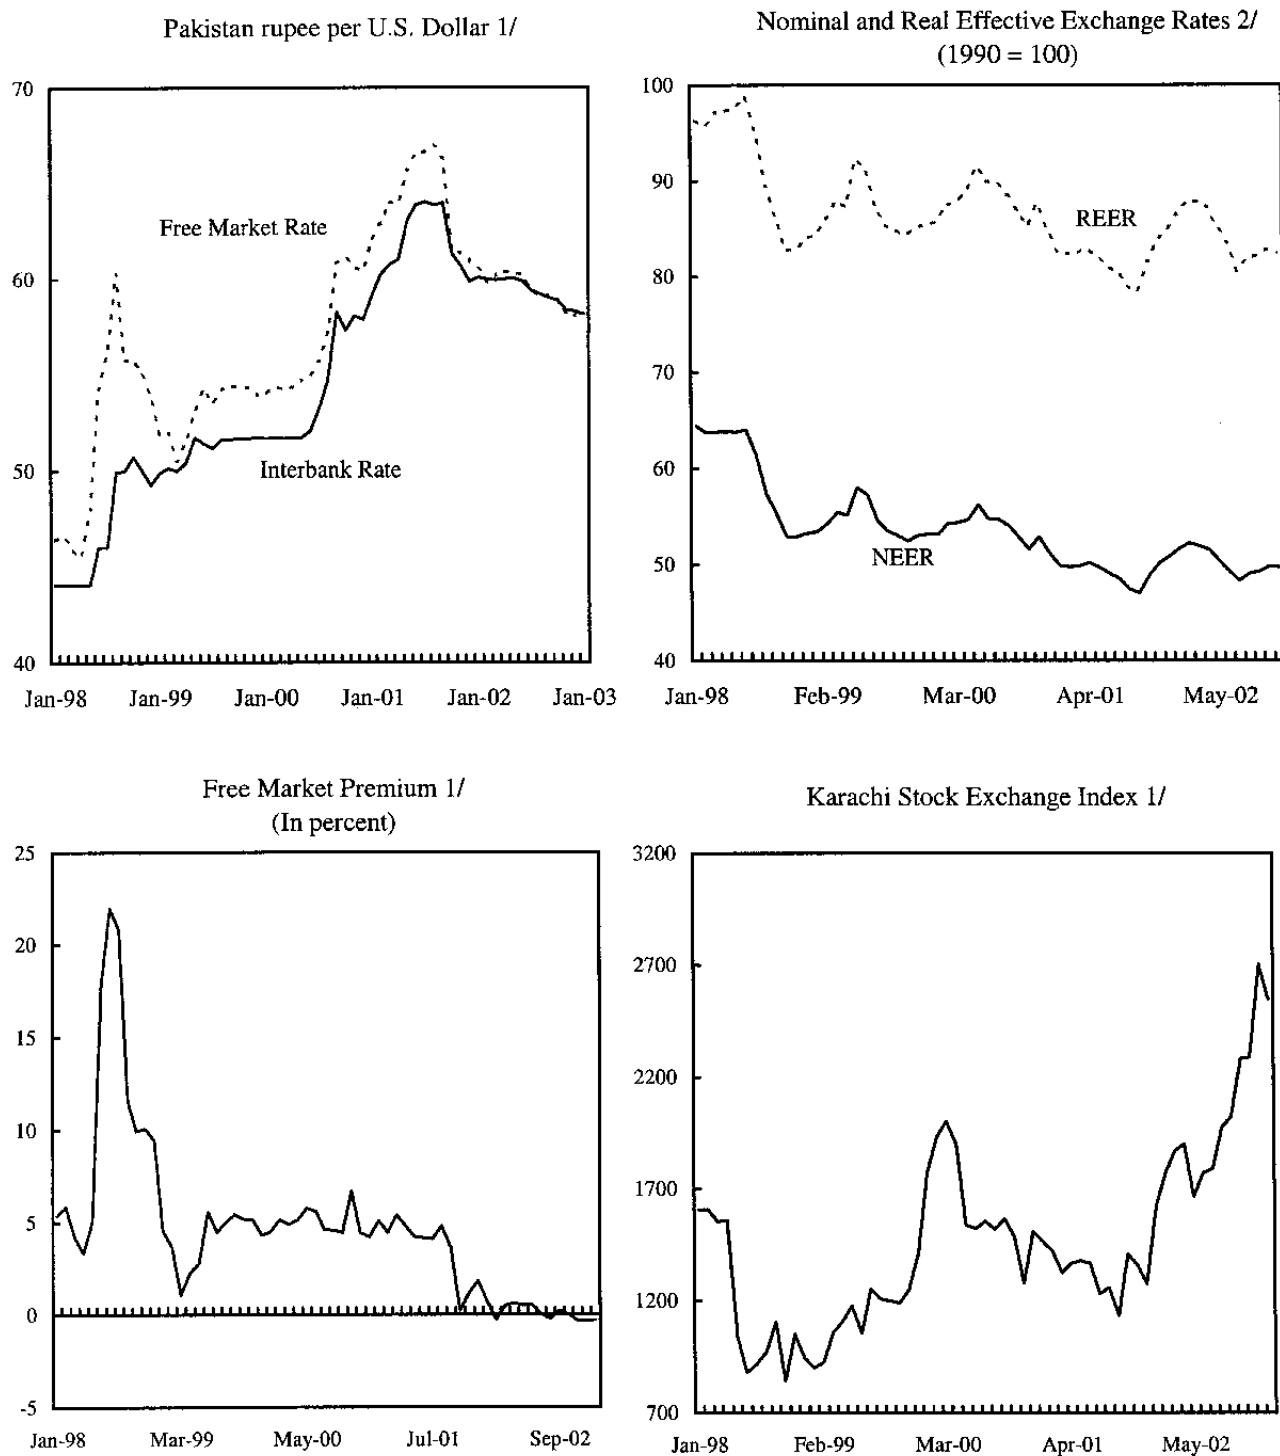 Pakistan rupee per U.S. Dollar 1/
70
60
50
40
Free Market Rate
Interbank Rate
Jan-98 Jan-99 Jan-00 Jan-01 Jan-02 Jan-03
Nominal and Real Effective Exchange Rates 2/
(1990 = 100)
100
90
80
70
60
50
40
REER
NEER
Jan-98 Feb-99 Mar-00 Apr-01 May-02
Free Market Premium 1/
(In percent)
25
20
15
10
5
0
-5
Jan-98 Mar-99 May-00 Jul-01 Sep-02
Karachi Stock Exchange Index 1/
3200
2700
2200
1700
1200
700
Jan-98 Feb-99 Mar-00 Apr-01 May-02